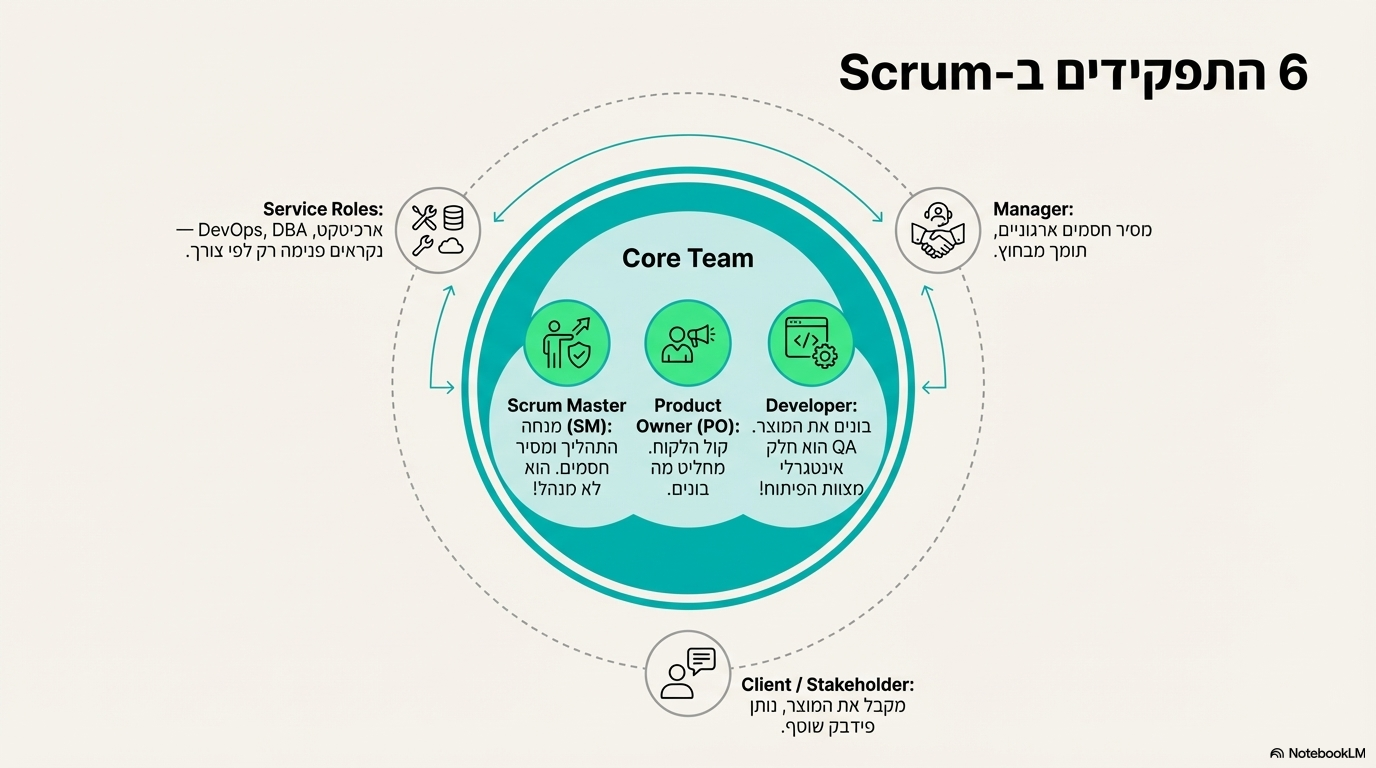 6 התפקידים ב-Scrum
Manager:
מסיר חסמים ארגוניים,
תומך מבחוץ.
Service Roles:
ארכיטקט, DevOps, DBA —
נקראים פנימה רק לפי צורך.
Core Team
Developer:
בונים את המוצר.
QA הוא חלק
אינטגרלי
מצוות הפיתוח!
Product
Owner (PO):
קול הלקוח.
מחליט מה
בונים.
Scrum Master
(SM): מנחה
התהליך ומסיר
חסמים. הוא
לא מנהל!
Client / Stakeholder:
מקבל את המוצר, נותן
פידבק שוסף.
NotebookLM